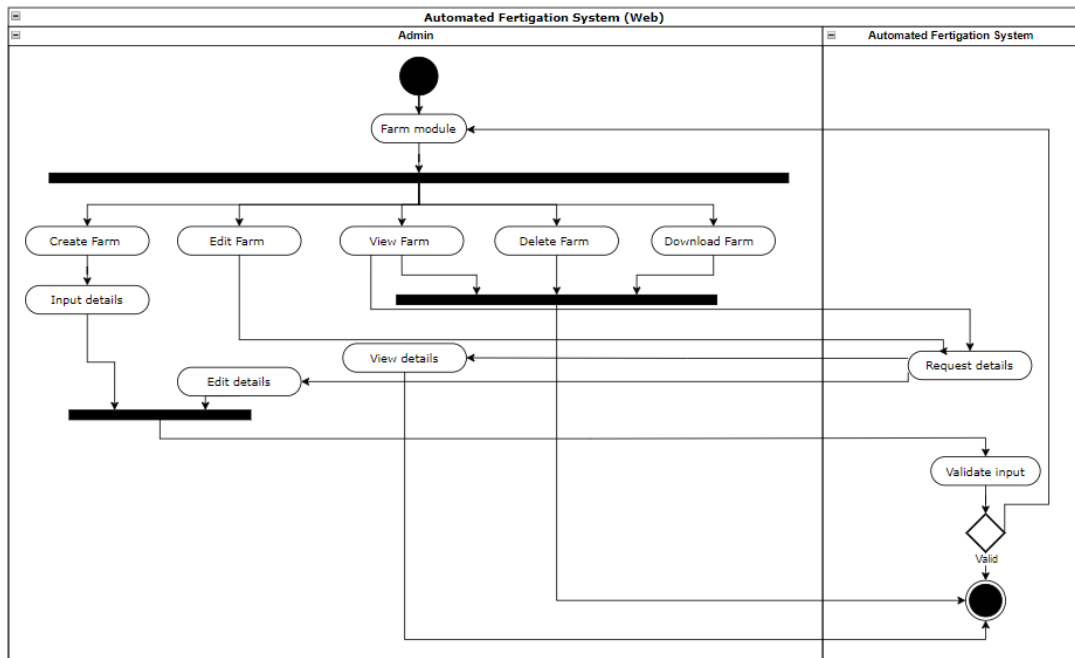 Automated Fertigation System (Web)
Admin
Automated Fertigation System
Farm module
Create Farm
Edit Farm
View Farm
Delete Farm
Download Farm
Input details
View details
Request details
Edit details
Validate input
Valid